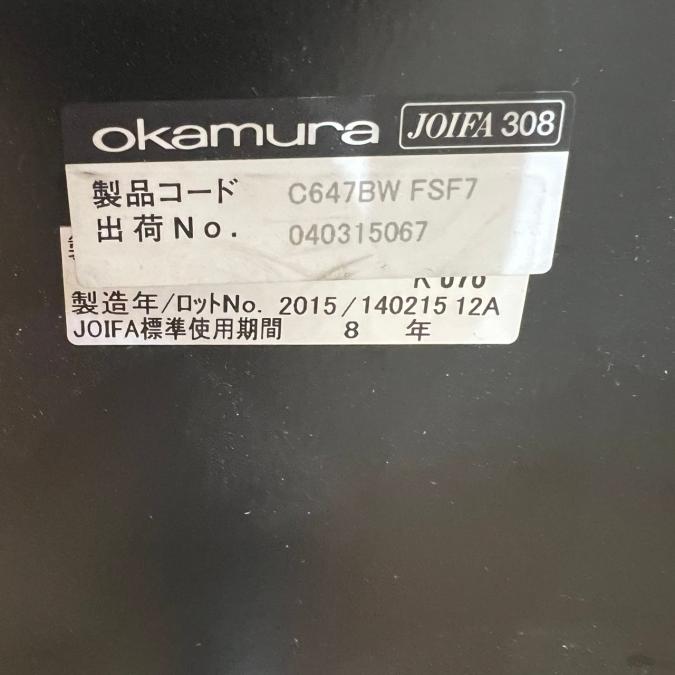 okamura JOIFA 308
製品コード C647BW FSF7
出荷No. 040315067
製造年/ロットNo. 2015/140215 12A
JOIFA標準使用期間 8 年